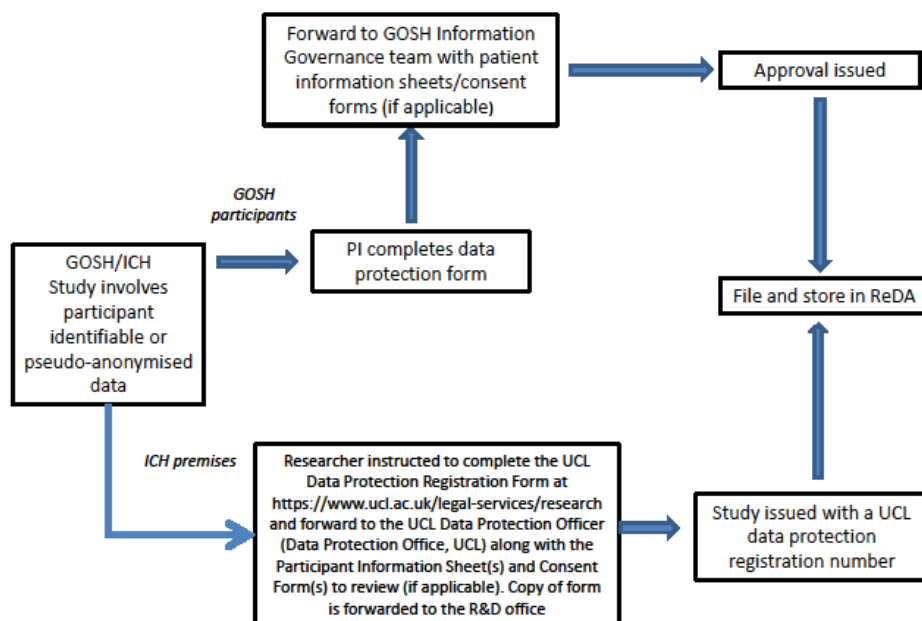 Forward to GOSH Information
Governance team with patient
information sheets/consent
forms (if applicable)
Approval issued
GOSH
participants
PI completes data
protection form
GOSH/ICH
Study involves
participant
identifiable or
pseudo-anonymised
data
File and store in ReDA
ICH premises
Researcher instructed to complete the UCL
Data Protection Registration Form at
https://www.ucl.ac.uk/legal-services/research
and forward to the UCL Data Protection Officer
(Data Protection Office, UCL) along with the
Participant Information Sheet(s) and Consent
Form(s) to review (if applicable). Copy of form
is forwarded to the R&D office
Study issued with a UCL
data protection
registration number